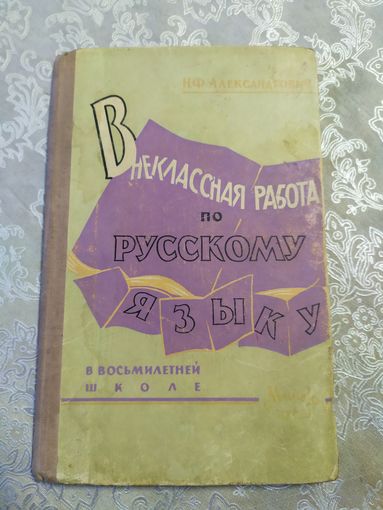 Н.Ф. Александрович
Внеклассная работа
по
русскому
языку
в восьмилетней
школе